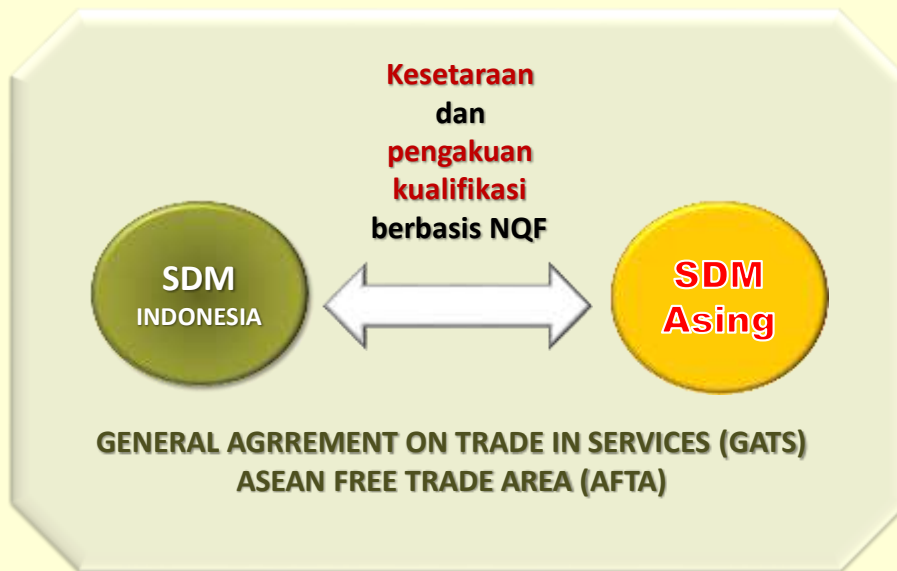 Kesetaraan
dan
pengakuan
kualifikasi
berbasis NQF
SDM
INDONESIA
SDM
Asing
GENERAL AGRREMENT ON TRADE IN SERVICES (GATS)
ASEAN FREE TRADE AREA (AFTA)